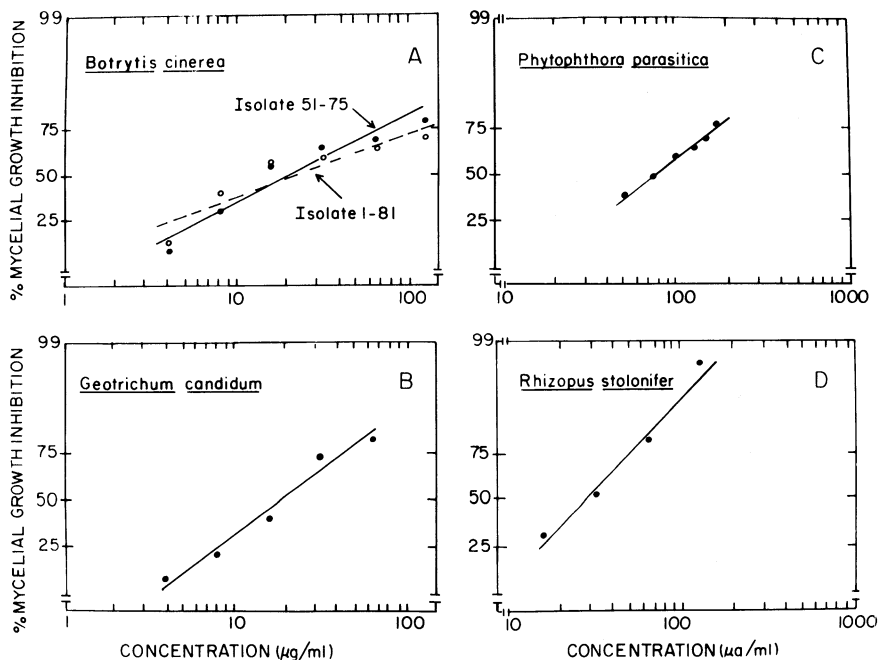 99
Botrytis cinerea
A
Isolate 51-75
Isolate 1-81
75
50
25
% MYCELIAL GROWTH INHIBITION
1
10
100
99
Phytophthora parasitica
C
75
50
25
10
100
1000
99
Geotrichum candidum
B
75
50
25
% MYCELIAL GROWTH INHIBITION
1
10
100
CONCENTRATION (µg/ml)
99
Rhizopus stolonifer
D
75
50
25
10
100
1000
CONCENTRATION (µg/ml)